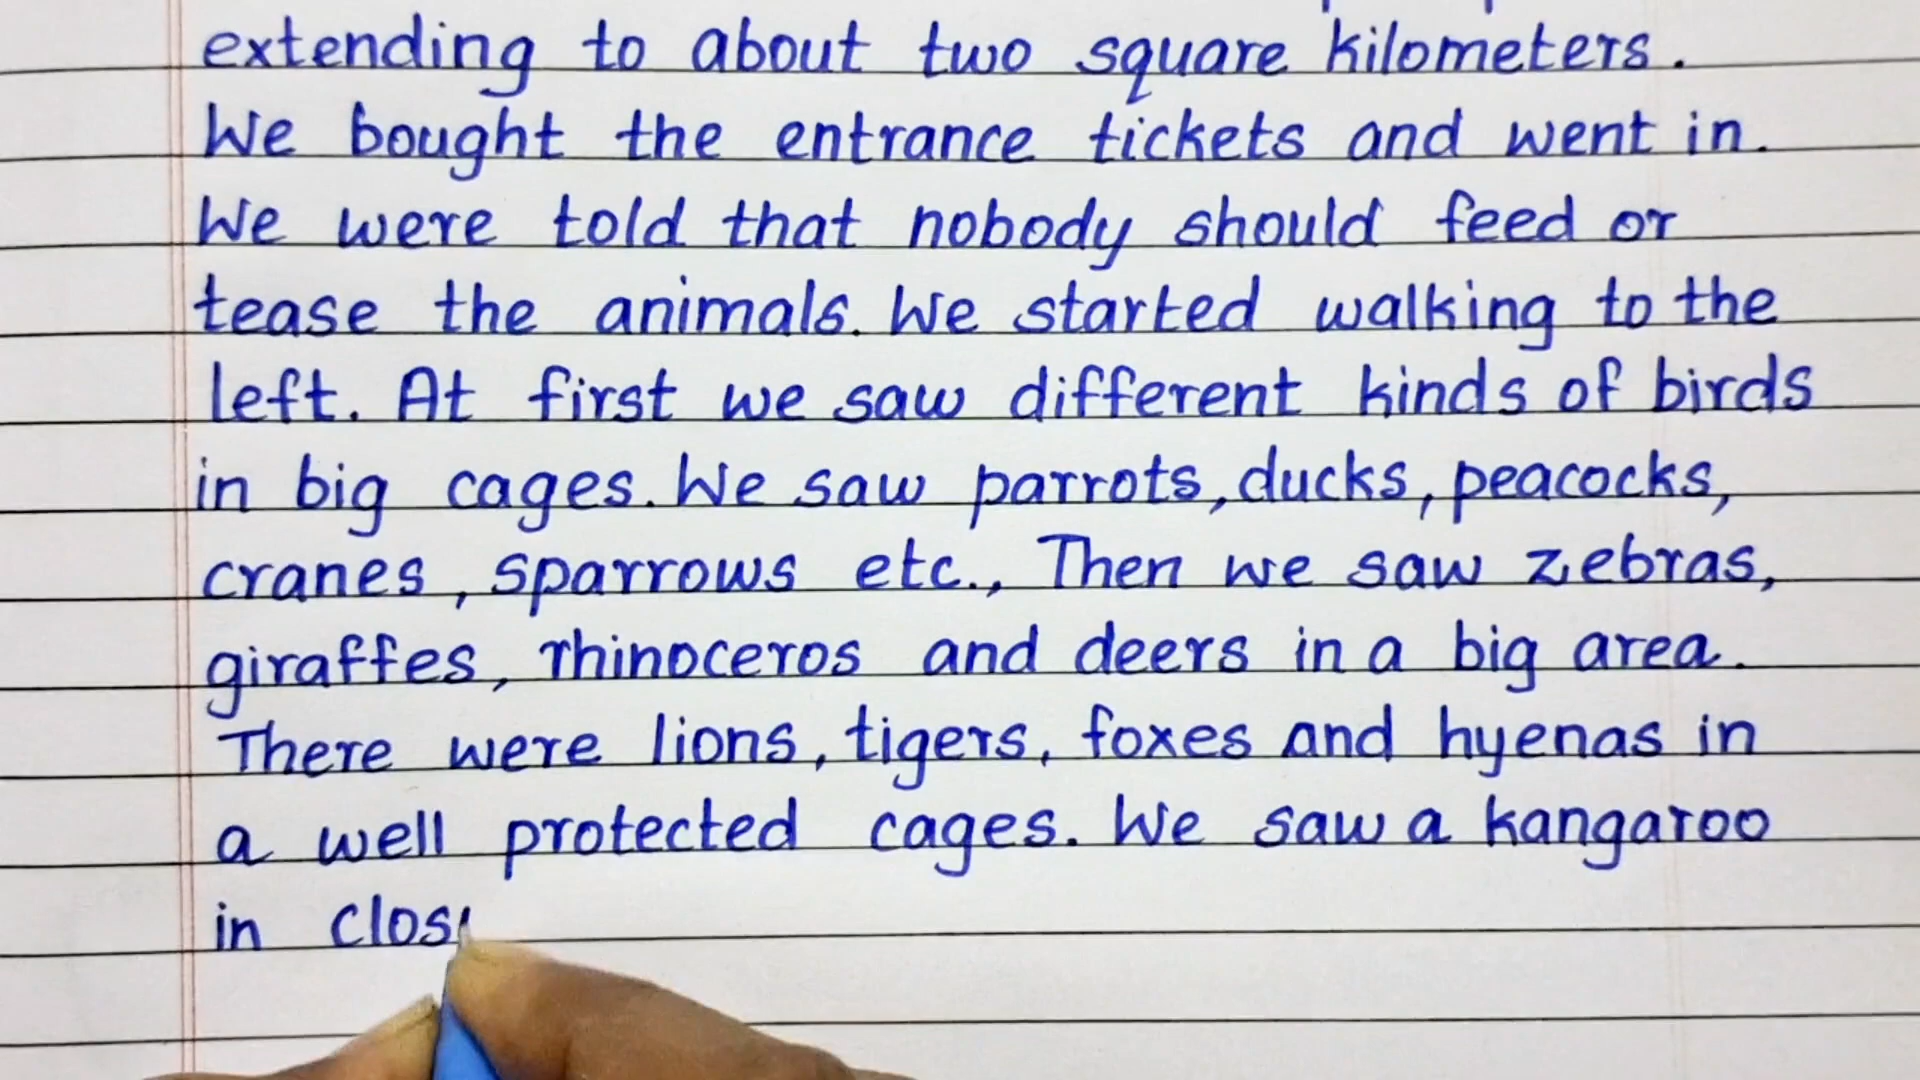 extending to about two square kilometers.
We bought the entrance tickets and went in.
We were told that nobody should feed or
tease the animals. We started walking to the
left. At first we saw different kinds of birds
in big cages. We saw parrots, ducks, peacocks,
cranes, sparrows etc., Then we saw zebras,
giraffes, rhinoceros and deers in a big area.
There were lions, tigers, foxes and hyenas in
a well protected cages. We saw a kangaroo
in